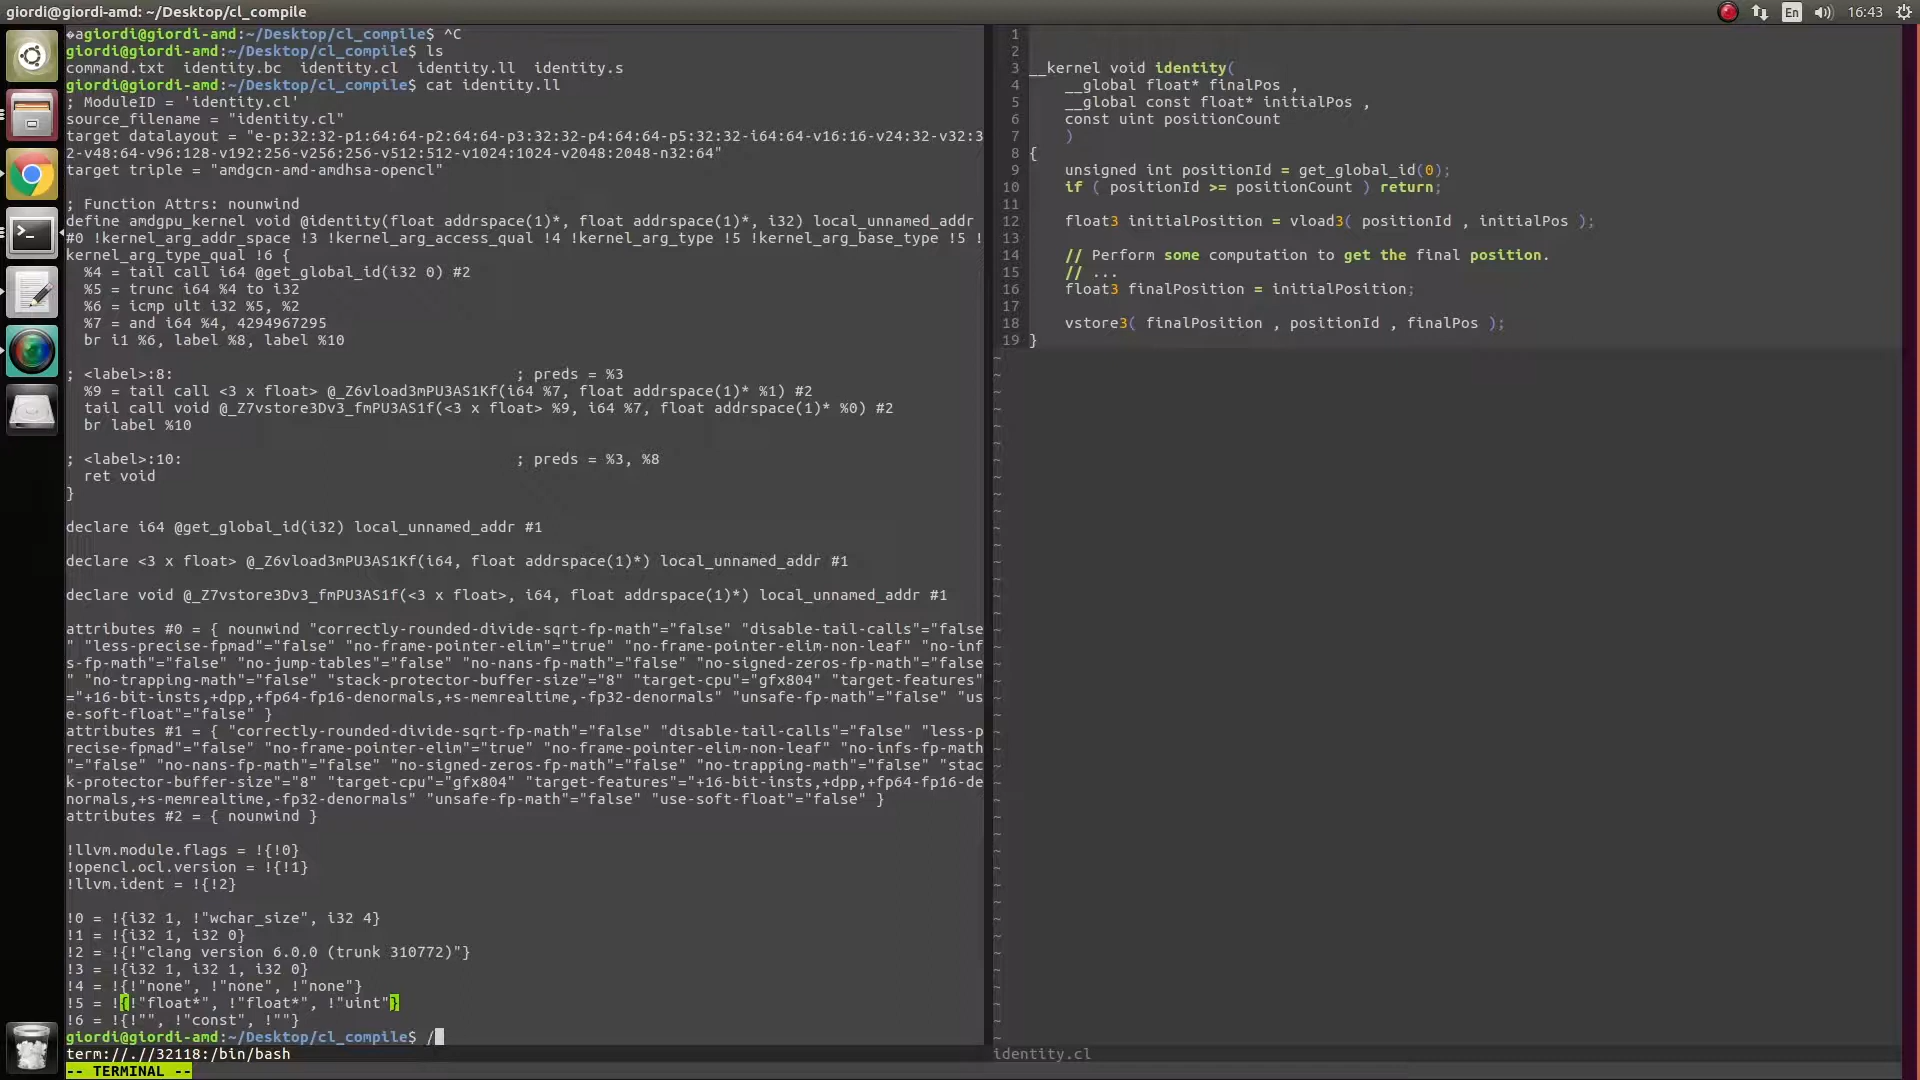 giordi@giordi-amd: ~/Desktop/cl_compile
En
16:43
agiordi@giordi-amd:~/Desktop/cl_compile$ ^C
giordi@giordi-amd:~/Desktop/cl_compile$ ls
command.txt  identity.bc  identity.cl  identity.ll  identity.s
giordi@giordi-amd:~/Desktop/cl_compile$ cat identity.ll
; ModuleID = 'identity.cl'
source_filename = "identity.cl"
target datalayout = "e-p:32:32-p1:64:64-p2:64:64-p3:32:32-p4:64:64-p5:32:32-i64:64-v16:16-v24:32-v32:3
2-v48:64-v96:128-v192:256-v256:256-v512:512-v1024:1024-v2048:2048-n32:64"
target triple = "amdgcn-amd-amdhsa-opencl"
; Function Attrs: nounwind
define amdgpu_kernel void @identity(float addrspace(1)*, float addrspace(1)*, i32) local_unnamed_addr
#0 !kernel_arg_addr_space !3 !kernel_arg_access_qual !4 !kernel_arg_type !5 !kernel_arg_base_type !5 !
kernel_arg_type_qual !6 {
  %4 = tail call i64 @get_global_id(i32 0) #2
  %5 = trunc i64 %4 to i32
  %6 = icmp ult i32 %5, %2
  %7 = and i64 %4, 4294967295
  br i1 %6, label %8, label %10
; <label>:8:                                      ; preds = %3
  %9 = tail call <3 x float> @_Z6vload3mPU3AS1Kf(i64 %7, float addrspace(1)* %1) #2
  tail call void @_Z7vstore3Dv3_fmPU3AS1f(<3 x float> %9, i64 %7, float addrspace(1)* %0) #2
  br label %10
; <label>:10:                                     ; preds = %3, %8
  ret void
}
declare i64 @get_global_id(i32) local_unnamed_addr #1
declare <3 x float> @_Z6vload3mPU3AS1Kf(i64, float addrspace(1)*) local_unnamed_addr #1
declare void @_Z7vstore3Dv3_fmPU3AS1f(<3 x float>, i64, float addrspace(1)*) local_unnamed_addr #1
attributes #0 = { nounwind "correctly-rounded-divide-sqrt-fp-math"="false" "disable-tail-calls"="false
" "less-precise-fpmad"="false" "no-frame-pointer-elim"="true" "no-frame-pointer-elim-non-leaf" "no-inf
s-fp-math"="false" "no-jump-tables"="false" "no-nans-fp-math"="false" "no-signed-zeros-fp-math"="false
" "no-trapping-math"="false" "stack-protector-buffer-size"="8" "target-cpu"="gfx804" "target-features"
="+16-bit-insts,+dpp,+fp64-fp16-denormals,+s-memrealtime,-fp32-denormals" "unsafe-fp-math"="false" "us
e-soft-float"="false" }
attributes #1 = { "correctly-rounded-divide-sqrt-fp-math"="false" "disable-tail-calls"="false" "less-p
recise-fpmad"="false" "no-frame-pointer-elim"="true" "no-frame-pointer-elim-non-leaf" "no-infs-fp-math
"="false" "no-nans-fp-math"="false" "no-signed-zeros-fp-math"="false" "no-trapping-math"="false" "stac
k-protector-buffer-size"="8" "target-cpu"="gfx804" "target-features"="+16-bit-insts,+dpp,+fp64-fp16-de
normals,+s-memrealtime,-fp32-denormals" "unsafe-fp-math"="false" "use-soft-float"="false" }
attributes #2 = { nounwind }
!llvm.module.flags = !{!0}
!opencl.ocl.version = !{!1}
!llvm.ident = !{!2}
!0 = !{i32 1, !"wchar_size", i32 4}
!1 = !{i32 1, i32 0}
!2 = !{!"clang version 6.0.0 (trunk 310772)"}
!3 = !{i32 1, i32 1, i32 0}
!4 = !{!"none", !"none", !"none"}
!5 = !{!"float*", !"float*", !"uint"}
!6 = !{!"", !"const", !""}
giordi@giordi-amd:~/Desktop/cl_compile$ /
term://.//32118:/bin/bash
-- TERMINAL --
1
2
3 __kernel void identity(
4     __global float* finalPos ,
5     __global const float* initialPos ,
6     const uint positionCount
7     )
8 {
9     unsigned int positionId = get_global_id(0);
10     if ( positionId >= positionCount ) return;
11
12     float3 initialPosition = vload3( positionId , initialPos );
13
14     // Perform some computation to get the final position.
15     // ...
16     float3 finalPosition = initialPosition;
17
18     vstore3( finalPosition , positionId , finalPos );
19 }
identity.cl